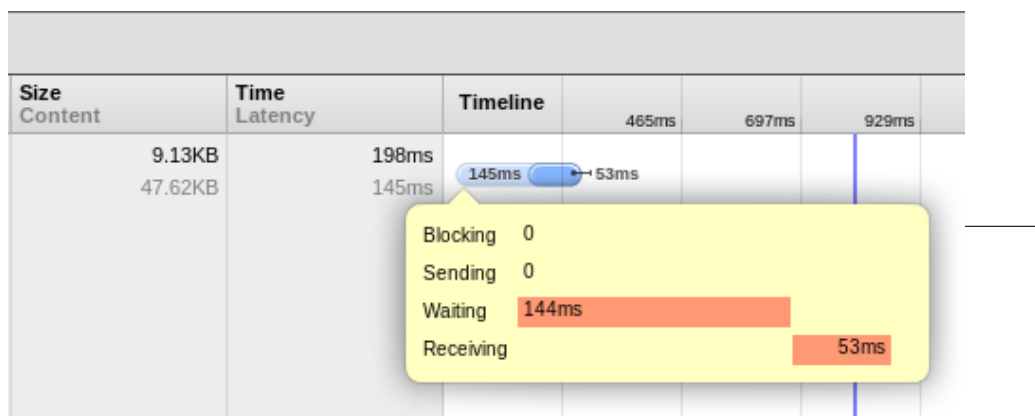 Size
Content
Time
Latency
Timeline
465ms
697ms
929ms
9.13KB
47.62KB
198ms
145ms
145ms
53ms
Blocking 0
Sending 0
Waiting 144ms
Receiving 53ms